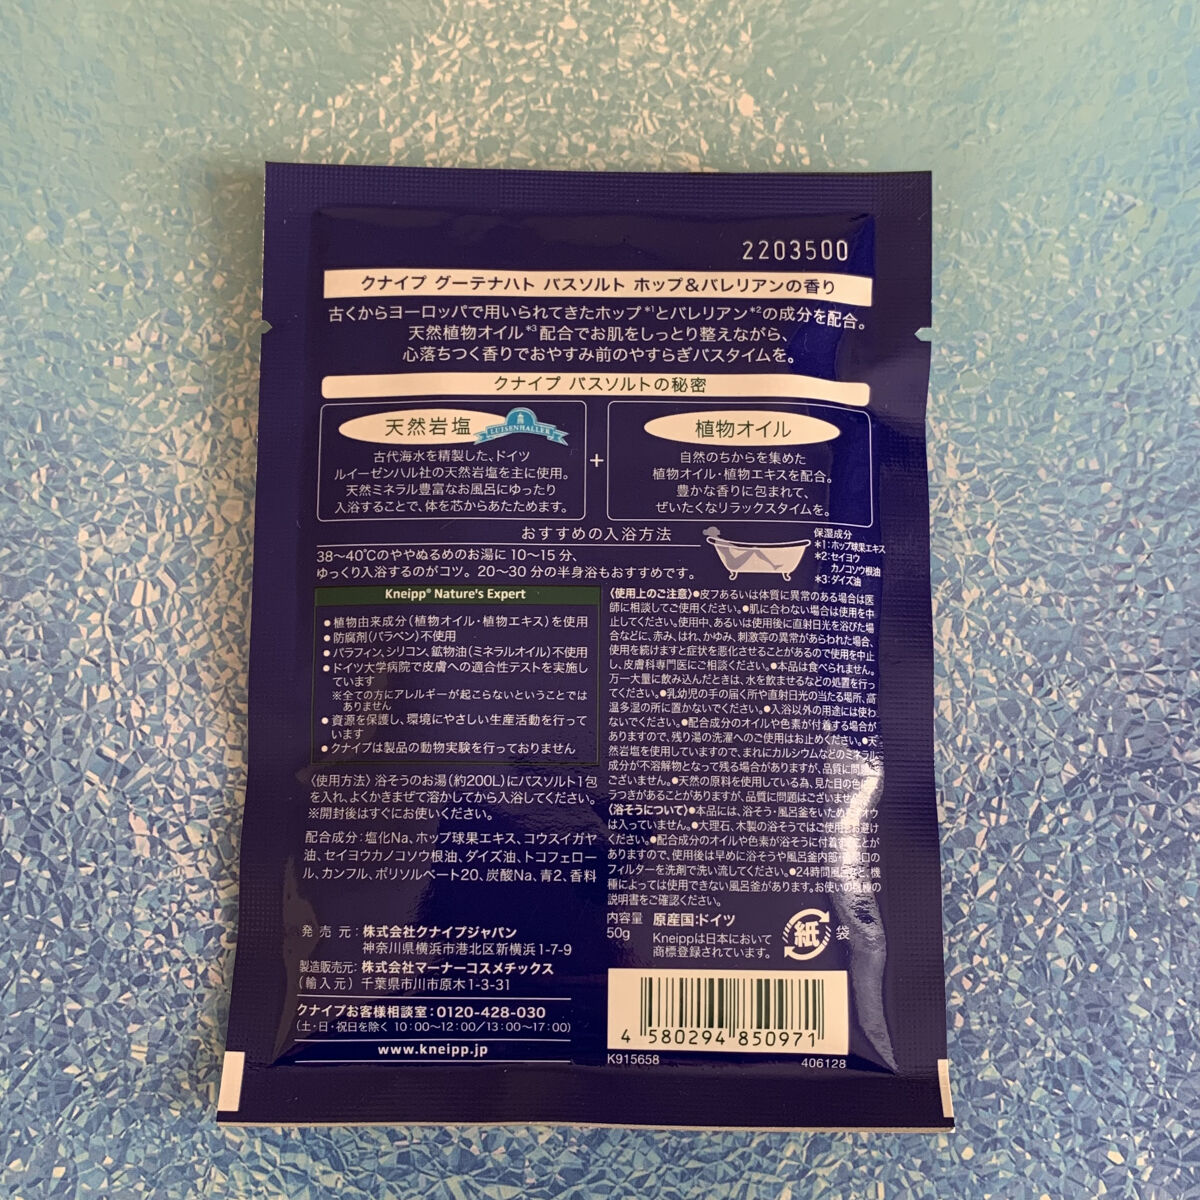 2203500
クナイプ グーテナハト バスソルト ホップ&バレリアンの香り
古くからヨーロッパで用いられてきたホップ*1とバレリアン*2の成分を配合。
天然植物オイル*3配合でお肌をしっとり整えながら、
心落ちつく香りでおやすみ前のやすらぎバスタイムを。
クナイプ バスソルトの秘密
天然岩塩
LUISENHALLER
古代海水を精製した、ドイツ
ルイーゼンハル社の天然岩塩を主に使用。
天然ミネラル豊富なお風呂にゆったり
入浴することで、体を芯からあたためます。
+
植物オイル
自然のちからを集めた
植物オイル・植物エキスを配合。
豊かな香りに包まれて、
ぜいたくなリラックスタイムを。
おすすめの入浴方法
38〜40℃のややぬるめのお湯に10〜15分、
ゆっくり入浴するのがコツ。20〜30分の半身浴もおすすめです。
保湿成分
*1:ホップ球果エキス
*2:セイヨウ
カノコソウ根油
*3:ダイズ油
Kneipp® Nature's Expert
●植物由来成分(植物オイル・植物エキス)を使用
●防腐剤(パラベン)不使用
●パラフィン、シリコン、鉱物油(ミネラルオイル)不使用
●ドイツ大学病院で皮膚への適合性テストを実施し
ています
※全ての方にアレルギーが起こらないということでは
ありません
●資源を保護し、環境にやさしい生産活動を行って
います
●クナイプは製品の動物実験を行っておりません
〈使用方法〉浴そうのお湯(約200L)にバスソルト1包
を入れ、よくかきまぜて溶かしてから入浴してください。
※開封後はすぐにお使いください。
配合成分:塩化Na、ホップ球果エキス、コウスイガヤ
油、セイヨウカノコソウ根油、ダイズ油、トコフェロー
ル、カンフル、ポリソルベート20、炭酸Na、青2、香料
〈使用上のご注意〉●皮フあるいは体質に異常のある場合は医
師に相談してご使用ください。●肌に合わない場合は使用を中
止してください。使用中、あるいは使用後に直射日光を浴びた場
合などに、赤み、はれ、かゆみ、刺激等の異常があらわれた場合、
使用を続けますと症状を悪化させることがあるので使用を中止
し、皮膚科専門医にご相談ください。●本品は食べられません。
万一大量に飲み込んだときは、水を飲ませるなどの処置を行っ
てください。●乳幼児の手の届く所や直射日光の当たる場所、高
温多湿の所に置かないでください。●入浴以外の用途には使わ
ないでください。●配合成分のオイルや色素が付着する場合が
ありますので、残り湯の洗濯へのご使用はお止めください。●天
然岩塩を使用していますので、まれにカルシウムなどのミネラル
成分が不溶解物となって残る場合がありますが、品質に問題
ございません。●天然の原料を使用している為、見た目の色に
ラつきがあることがありますが、品質に問題はございません。
〈浴そうについて〉●本品には、浴そう・風呂釜をいためるイオウ
は入っていません。●大理石、木製の浴そうではご使用をお避け
ください。●配合成分のオイルや色素が浴そうに付着することが
ありますので、使用後は早めに浴そうや風呂釜内部・口の
フィルターを洗剤で洗い流してください。●24時間風呂など、機
種によっては使用できない風呂釜があります。お使いの機種の
説明書をご確認ください。
内容量 原産国:ドイツ
50g Kneippは日本において
商標登録されています。
紙 袋
発売元:株式会社クナイプジャパン
神奈川県横浜市港北区新横浜1-7-9
製造販売元:株式会社マーナーコスメチックス
(輸入元) 千葉県市川市原木1-3-31
クナイプお客様相談室:0120-428-030
(土・日・祝日を除く 10:00〜12:00/13:00〜17:00)
www.kneipp.jp
4 580294 850971
K915658
406128